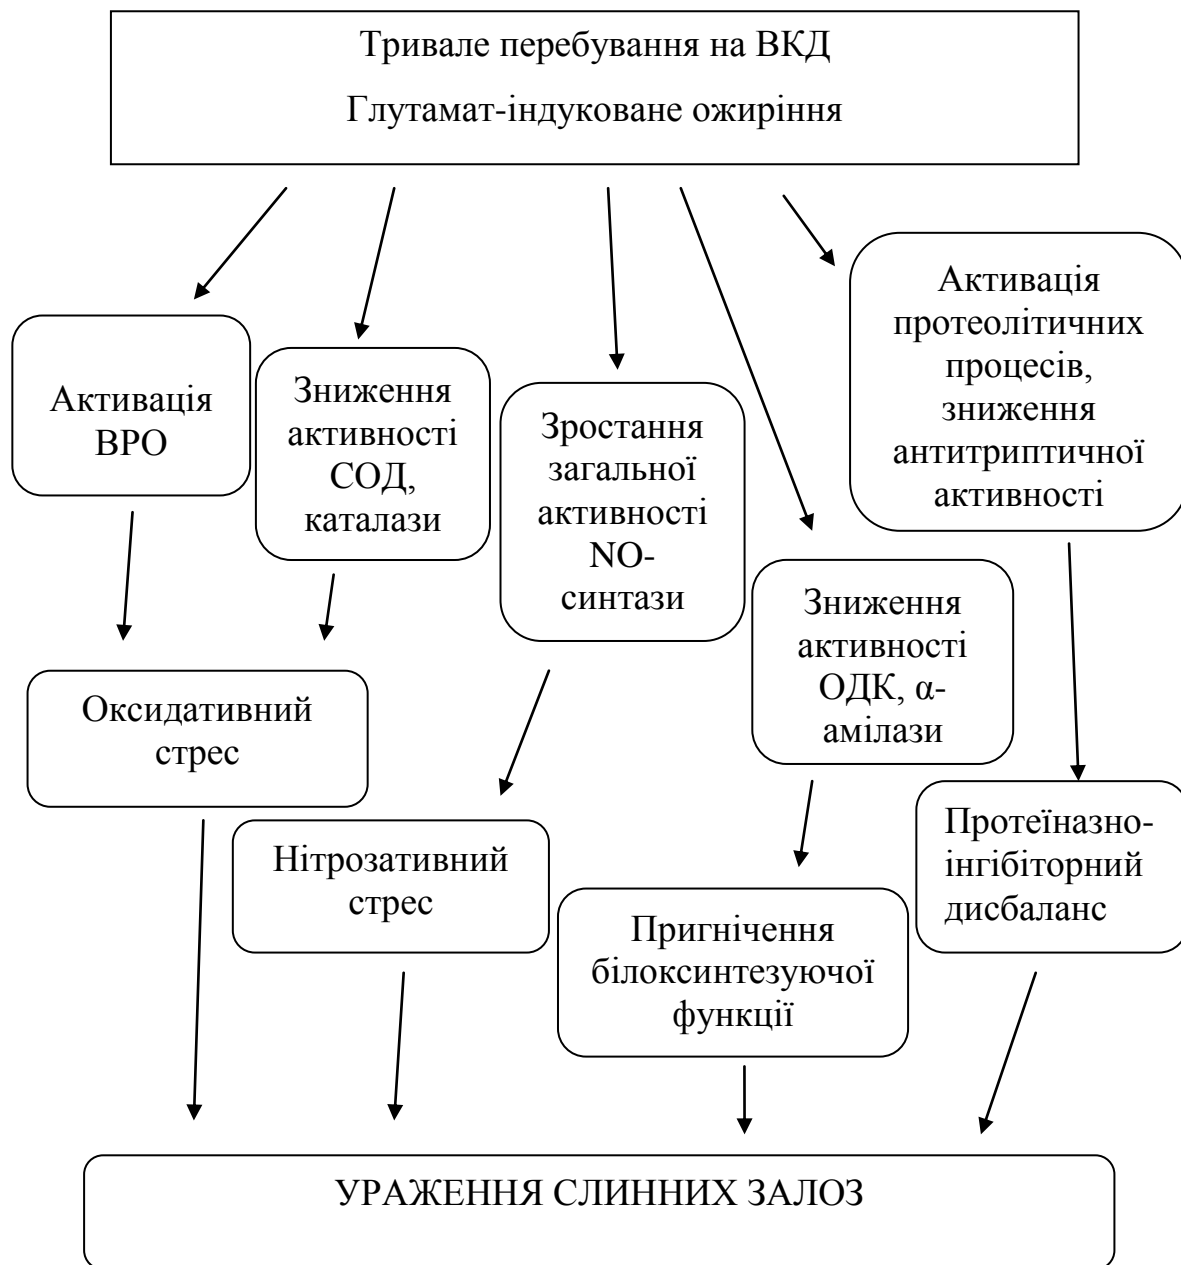 Тривале перебування на ВКД
Глутамат-індуковане ожиріння
Активація
ВРО
Зниження
активності
СОД,
каталази
Зростання
загальної
активності
NO-
синтази
Зниження
активності
ОДК, α-
амілази
Активація
протеолітичних
процесів,
зниження
антитриптичної
активності
Оксидативний
стрес
Нітрозативний
стрес
Пригнічення
білоксинтезуючої
функції
Протеїназно-
інгібіторний
дисбаланс
УРАЖЕННЯ СЛИННИХ ЗАЛОЗ